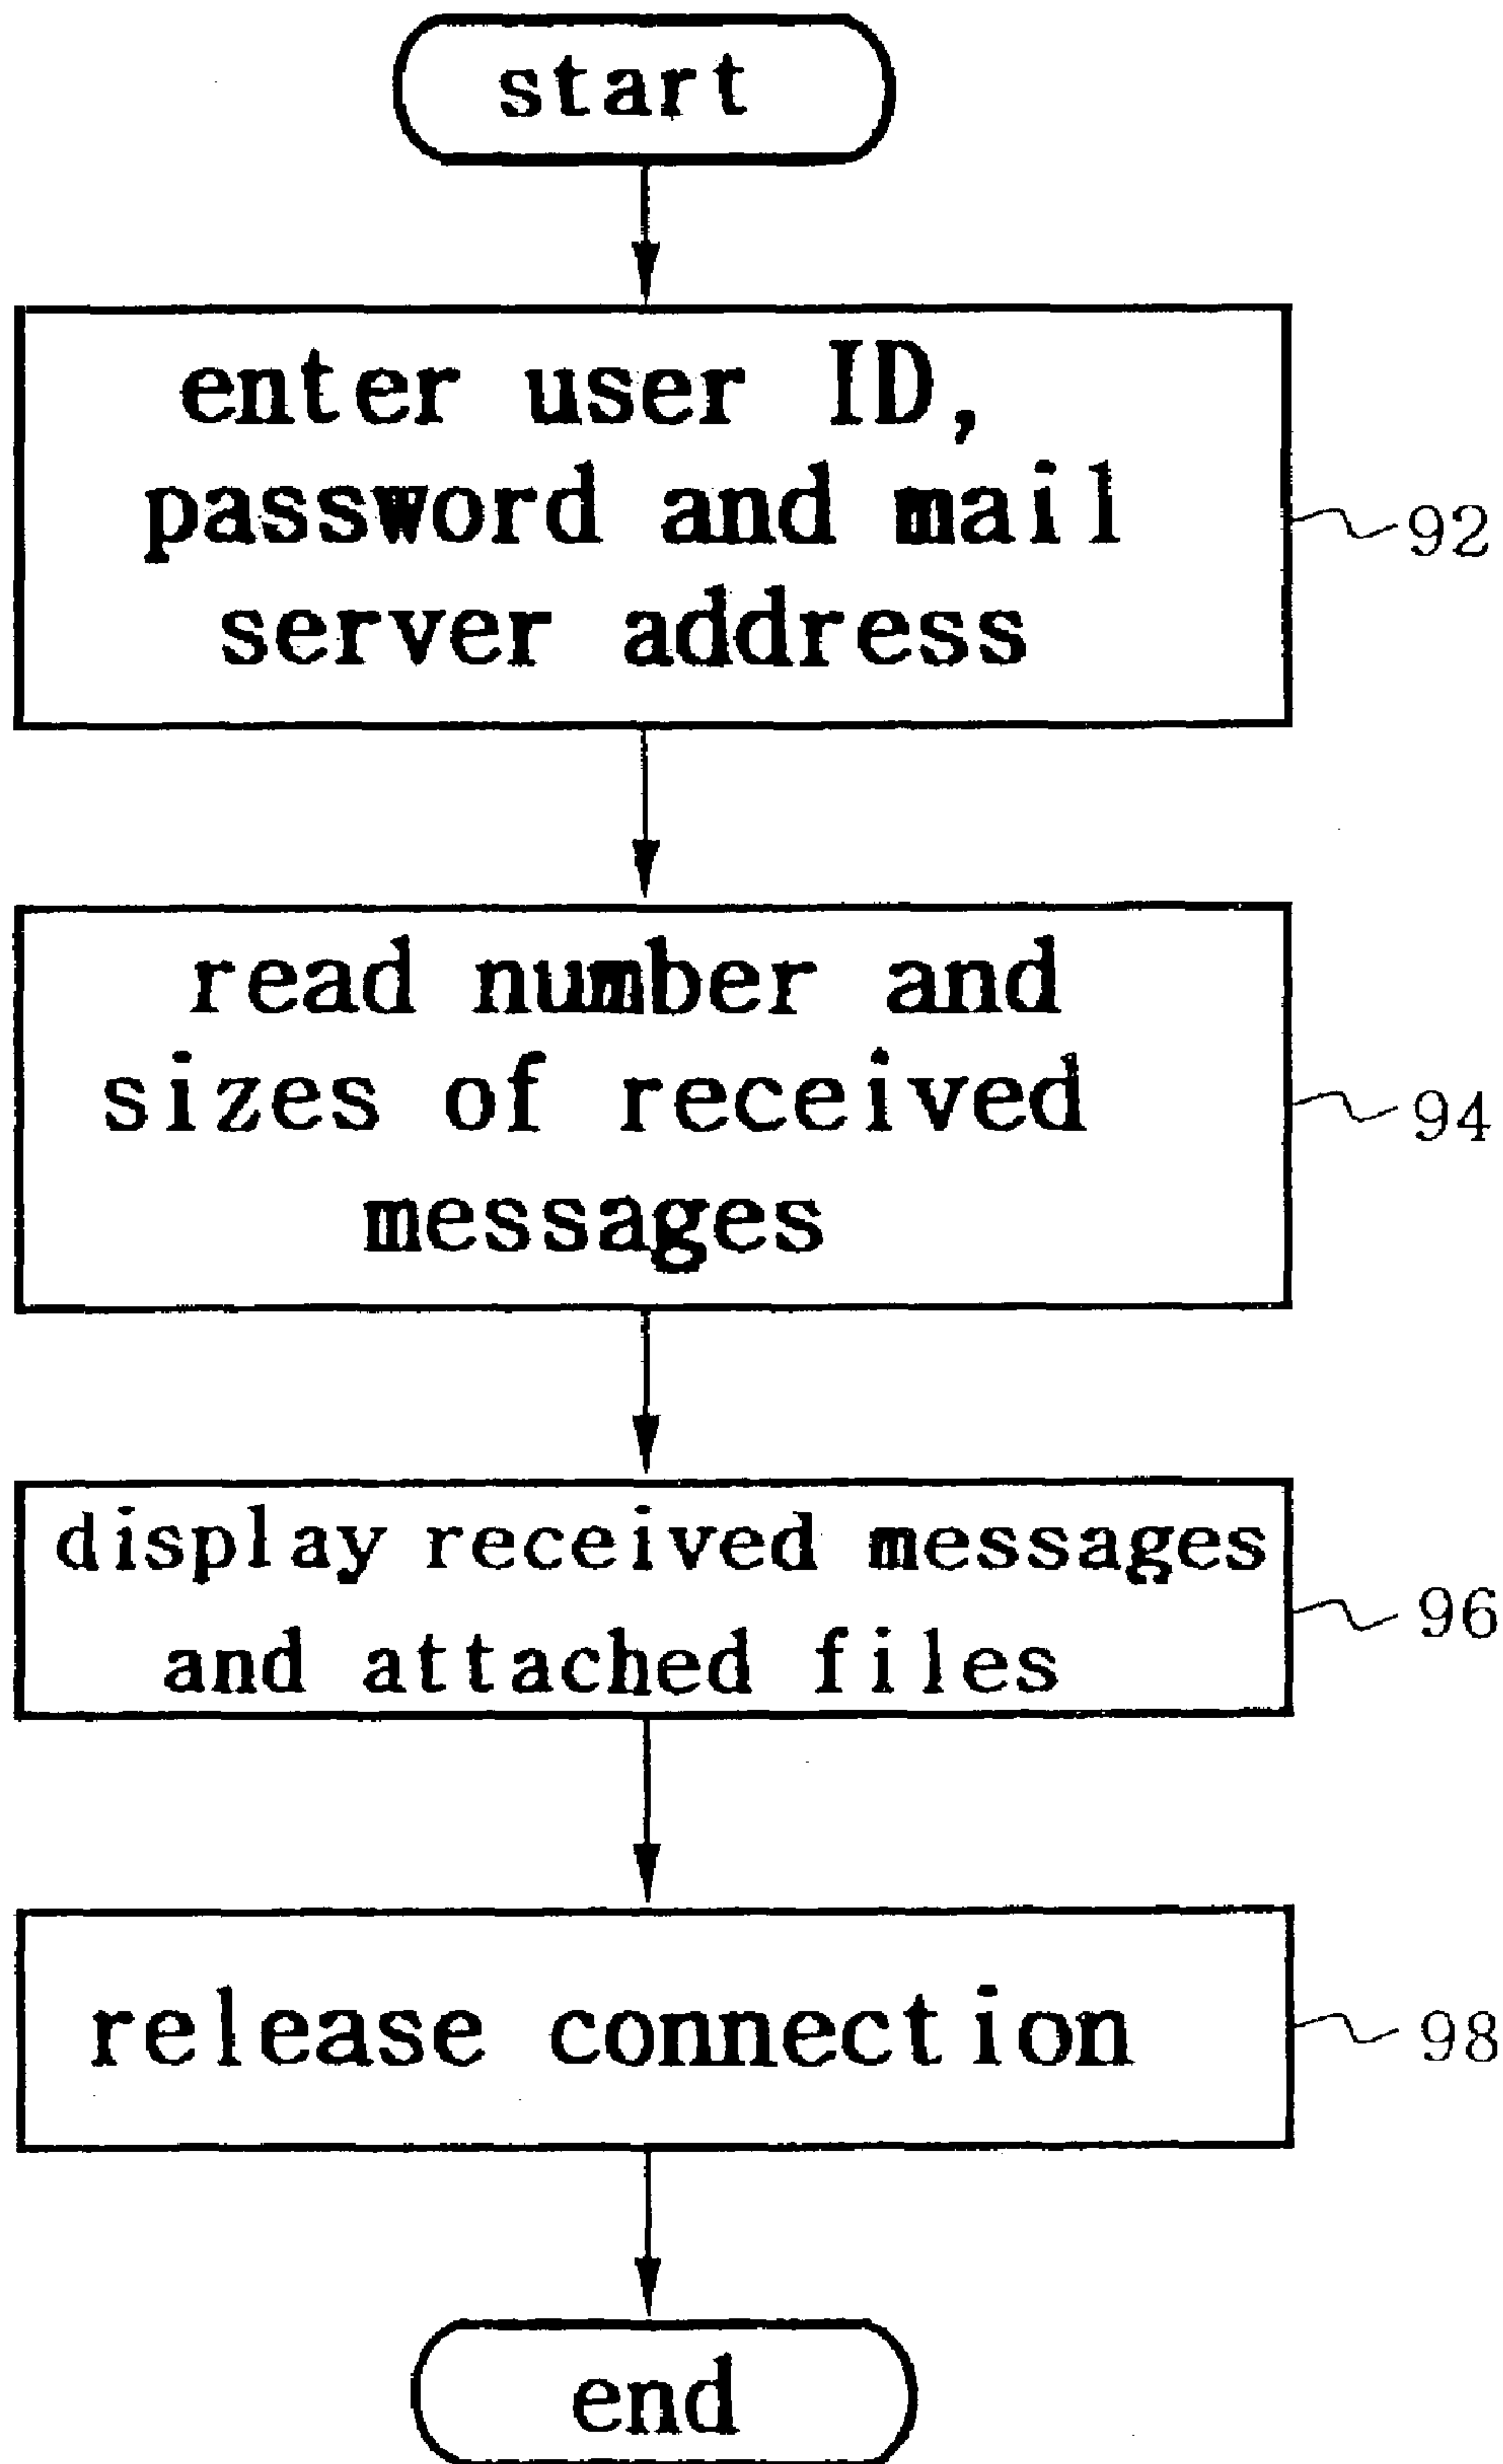 start
enter user ID,
password and mail
server address
92
read number and
sizes of received
messages
94
display received messages
and attached files
96
release connection
98
end